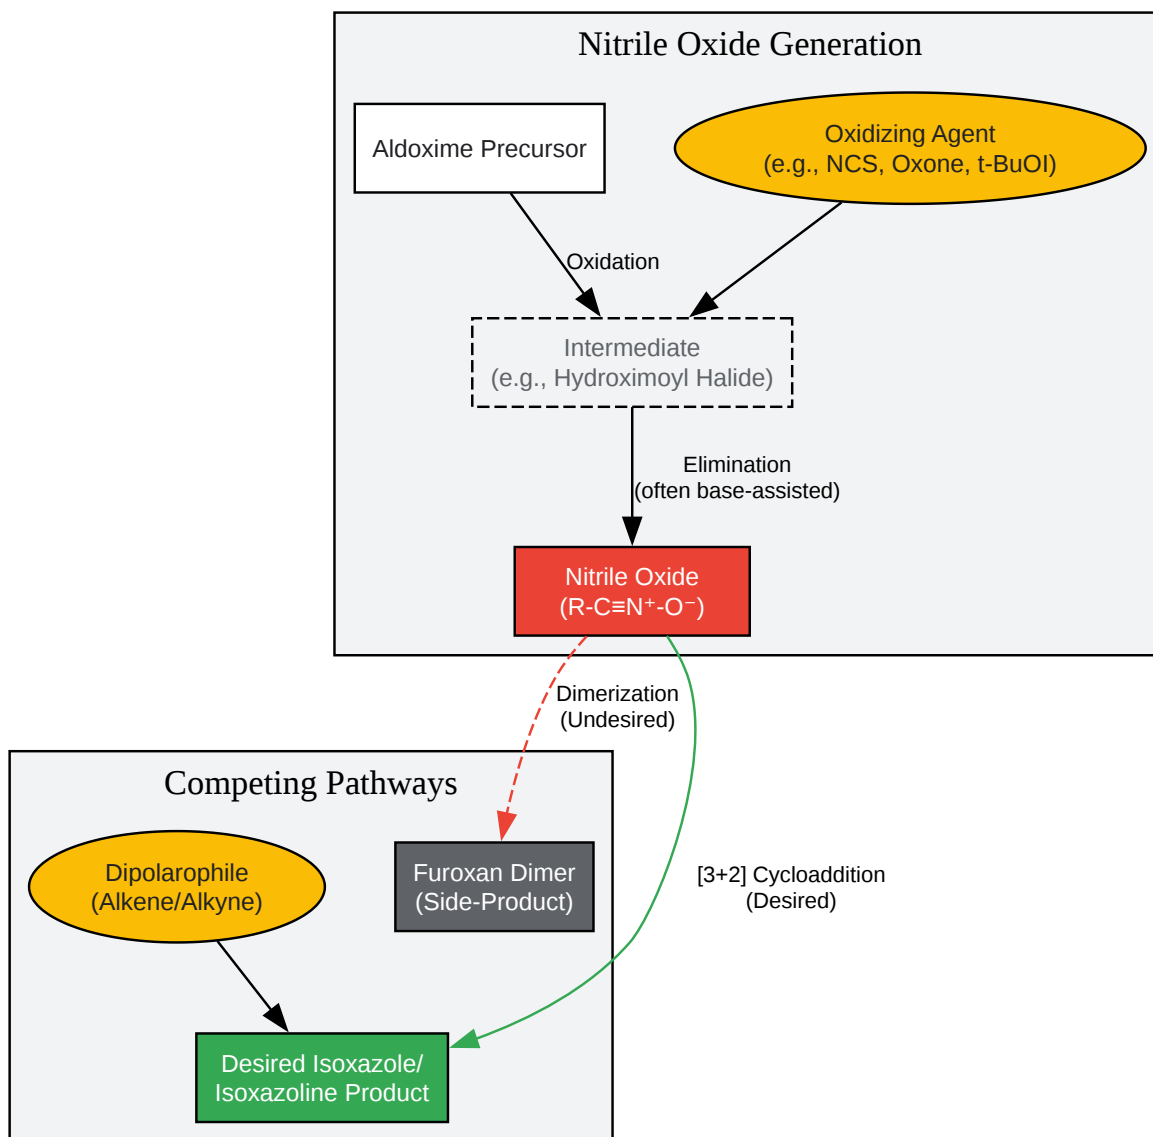 Nitrile Oxide Generation
Aldoxime Precursor
Oxidizing Agent
(e.g., NCS, Oxone, t-BuOI)
Oxidation
Intermediate
(e.g., Hydroximoyl Halide)
Elimination
(often base-assisted)
Nitrile Oxide
(R-C≡N⁺-O⁻)
Dimerization
(Undesired)
Competing Pathways
Dipolarophile
(Alkene/Alkyne)
Furoxan Dimer
(Side-Product)
[3+2] Cycloaddition
(Desired)
Desired Isoxazole/
Isoxazoline Product